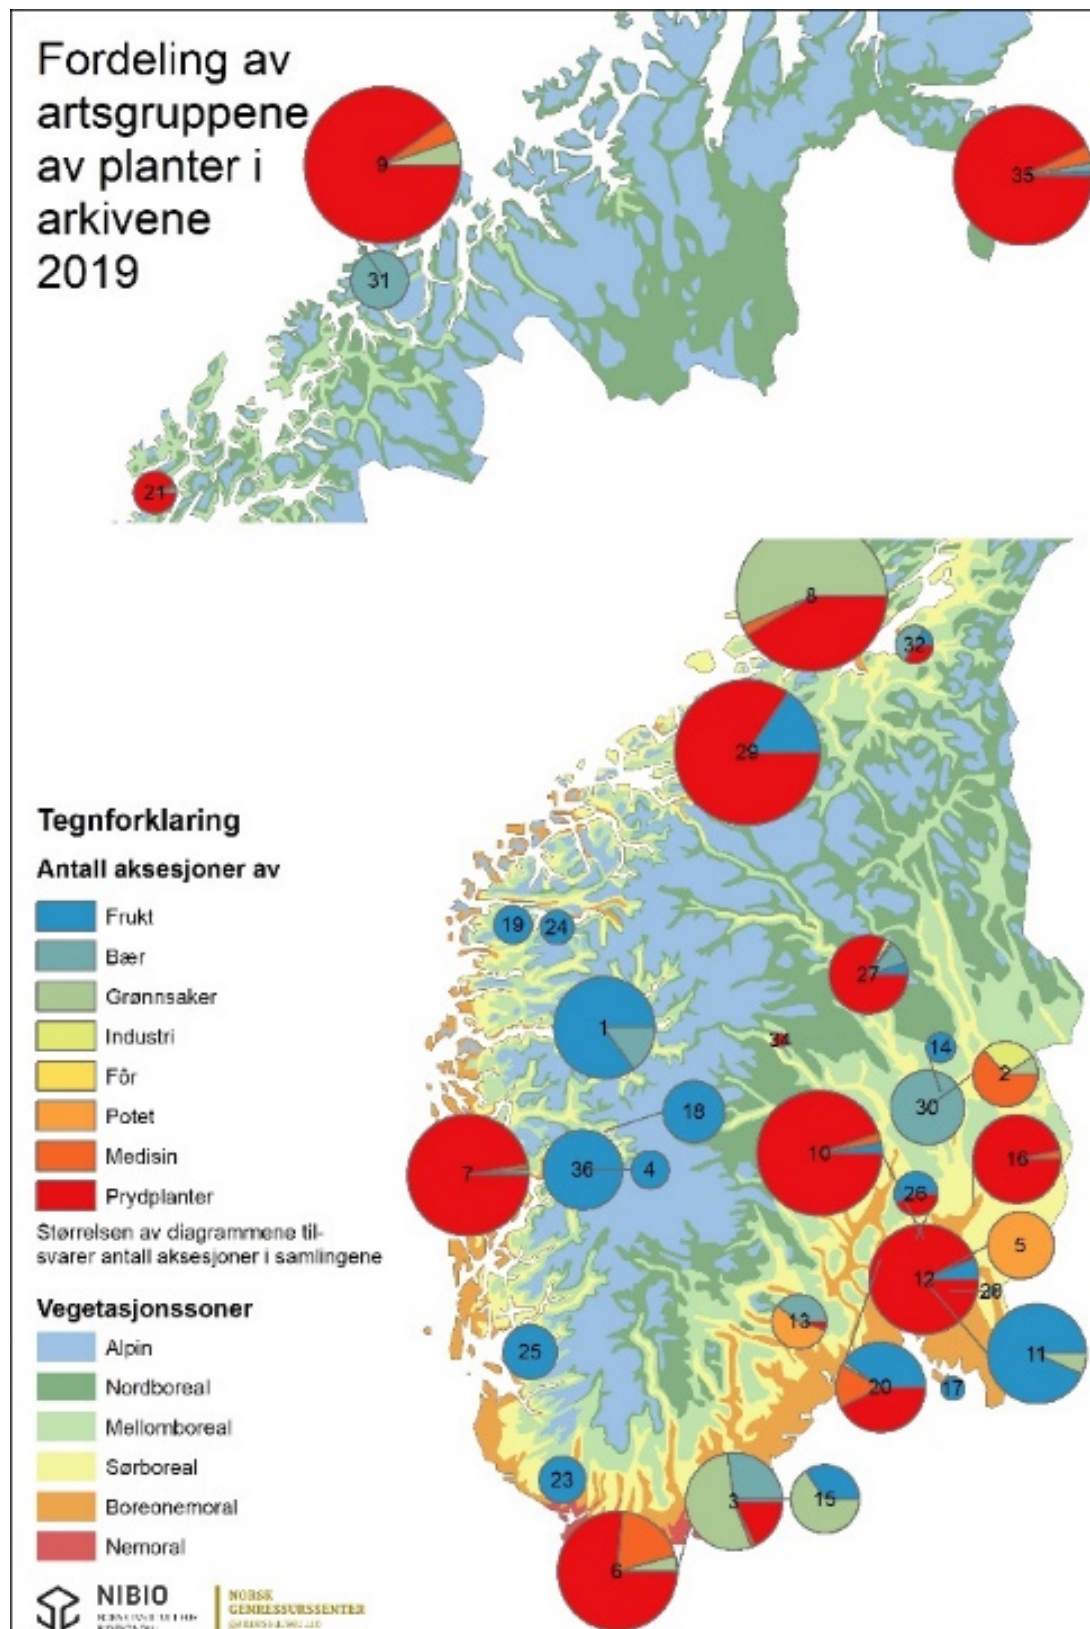 Fordeling av
artsgruppene
av planter i
arkivene
2019
9
35
31
21
8
32
29
19
24
27
1
34
14
2
30
18
36
4
7
10
16
26
5
12
28
13
11
25
20
17
23
3
15
6
Tegnforklaring
Antall aksesjoner av
Frukt
Bær
Grønnsaker
Industri
Fôr
Potet
Medisin
Prydplanter
Størrelsen av diagrammene til-
svarer antall aksesjoner i samlingene
Vegetasjonssoner
Alpin
Nordboreal
Mellomboreal
Sørboreal
Boreonemoral
Nemoral
NIBIO
NORSK
GENRESSURSSENTER